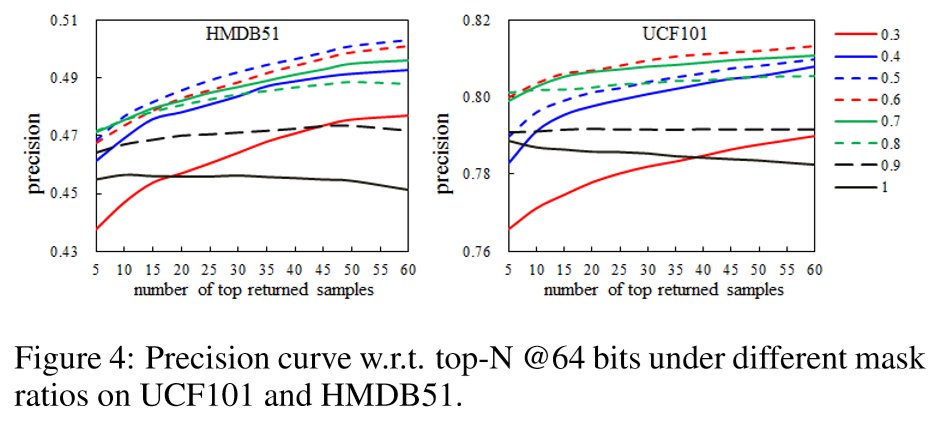 HMDB51
0.51
0.49
0.47
0.45
0.43
precision
5 10 15 20 25 30 35 40 45 50 55 60
number of top returned samples
UCF101
0.82
0.80
0.78
0.76
precision
5 10 15 20 25 30 35 40 45 50 55 60
number of top returned samples
0.3
0.4
0.5
0.6
0.7
0.8
0.9
1
Figure 4: Precision curve w.r.t. top-N @64 bits under different mask
ratios on UCF101 and HMDB51.